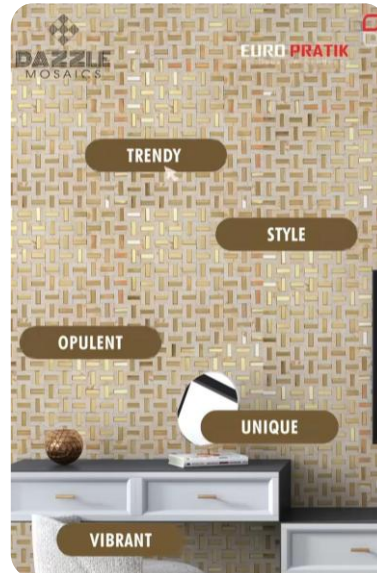 DAZZLE
MOSAICS
EURO PRATIK
TRENDY
STYLE
OPULENT
UNIQUE
VIBRANT